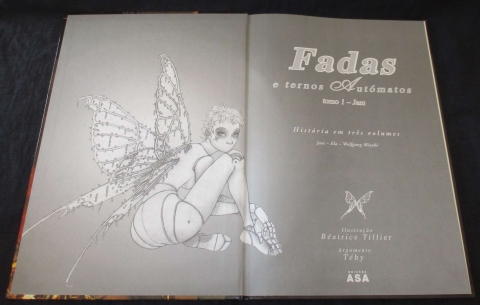 Fadas
e ternos Autómatos
tomo 1 – Jam
História em três volumes
Ilustração
Béatrice Tillier
Argumento
Téhy
ASA